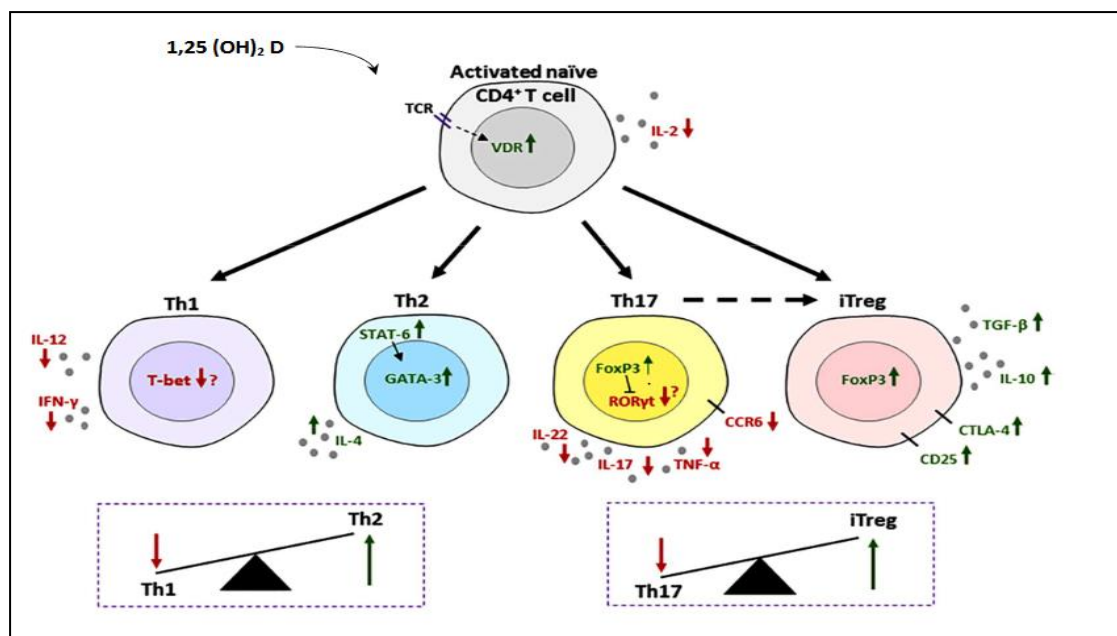 1,25 (OH)₂ D
Activated naïve
CD4⁺ T cell
TCR
VDR
IL-2
Th1
Th2
Th17
iTreg
IL-12
IFN-γ
T-bet ?
STAT-6
GATA-3
IL-4
FoxP3
RORγt ?
CCR6
IL-22
IL-17
TNF-α
FoxP3
TGF-β
IL-10
CTLA-4
CD25
Th2
Th1
iTreg
Th17